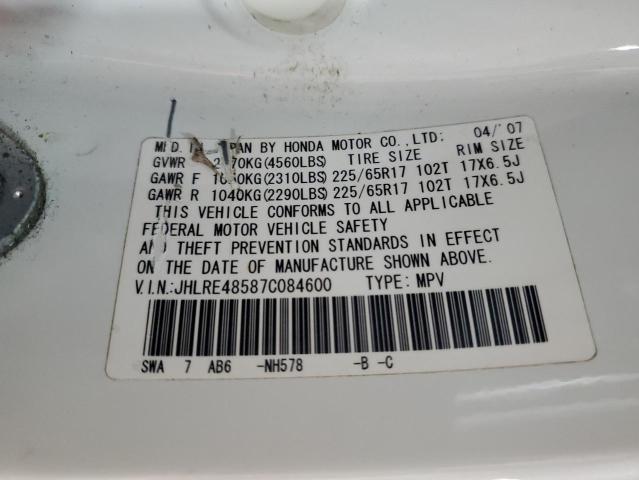 MFD. IN JAPAN BY HONDA MOTOR CO.,LTD: 04/'07
GVWR 2070KG(4560LBS) TIRE SIZE RIM SIZE
GAWR F 1050KG(2310LBS) 225/65R17 102T 17X6.5J
GAWR R 1040KG(2290LBS) 225/65R17 102T 17X6.5J
THIS VEHICLE CONFORMS TO ALL APPLICABLE
FEDERAL MOTOR VEHICLE SAFETY
AND THEFT PREVENTION STANDARDS IN EFFECT
ON THE DATE OF MANUFACTURE SHOWN ABOVE.
V.I.N.:JHLRE48587C084600 TYPE: MPV
SWA 7 AB6 -NH578 -B -C